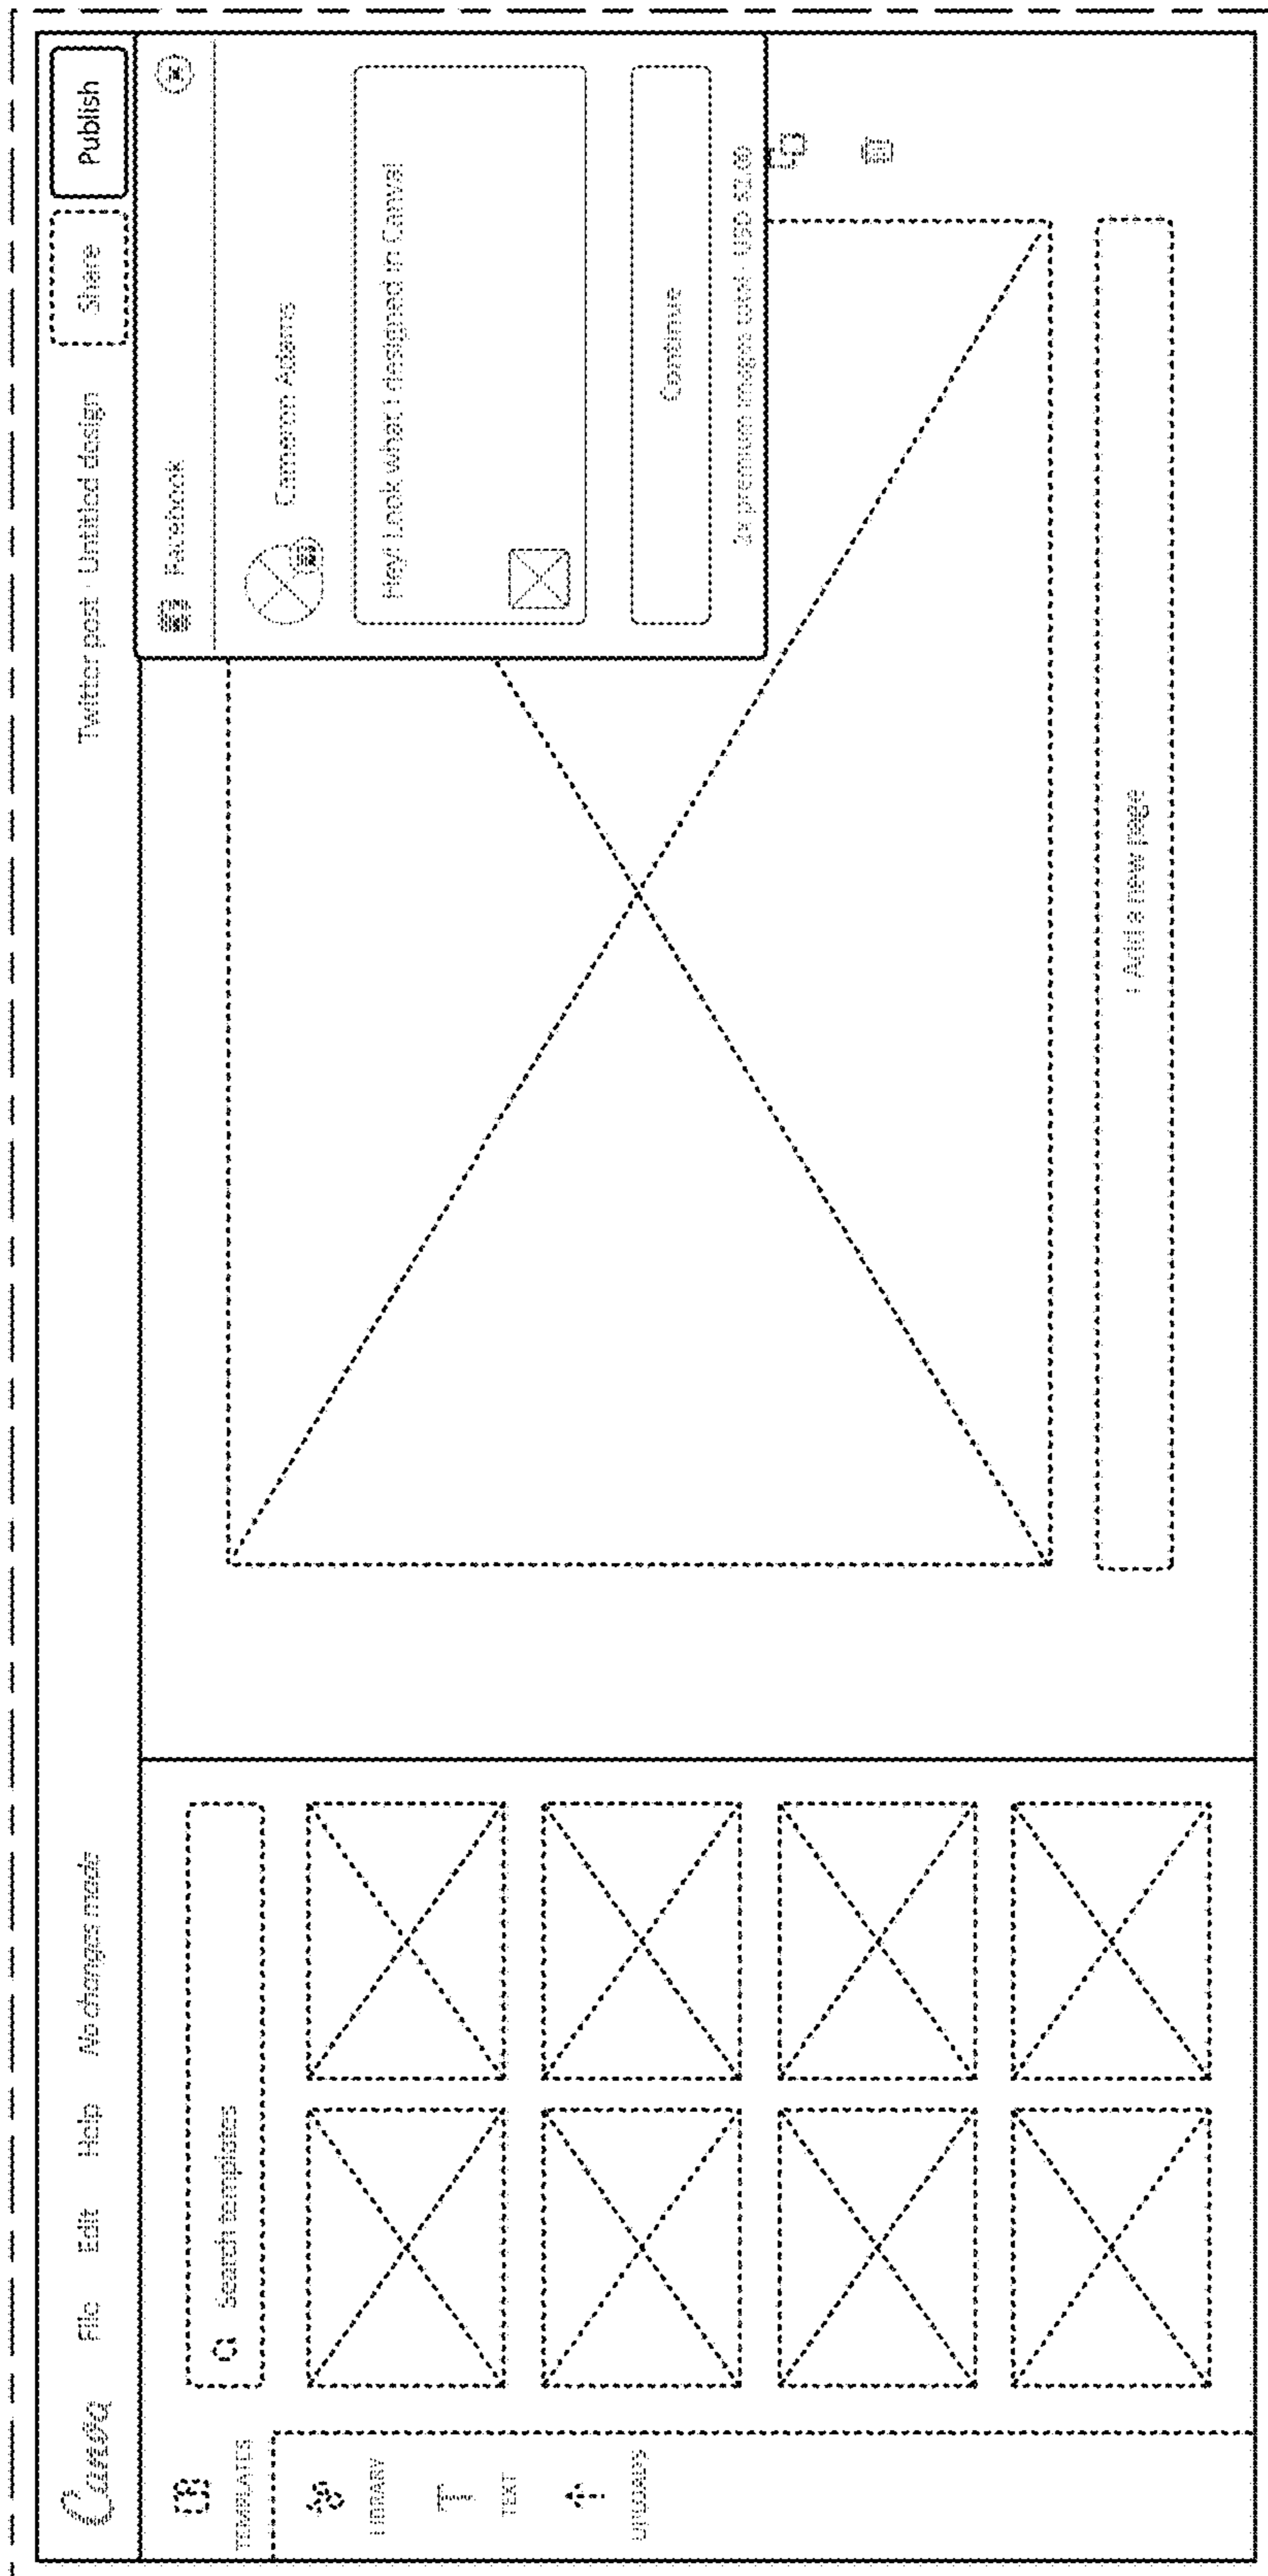 Canva File Edit Help No changes made Twitter post · Untitled design Share Publish
TEMPLATES
LIBRARY
TEXT
UPLOADS
Search templates
Facebook
Cameron Adams
Hey! Look what I designed in Canva!
Continue
2x premium images total · USD $2.00
+ Add a new page